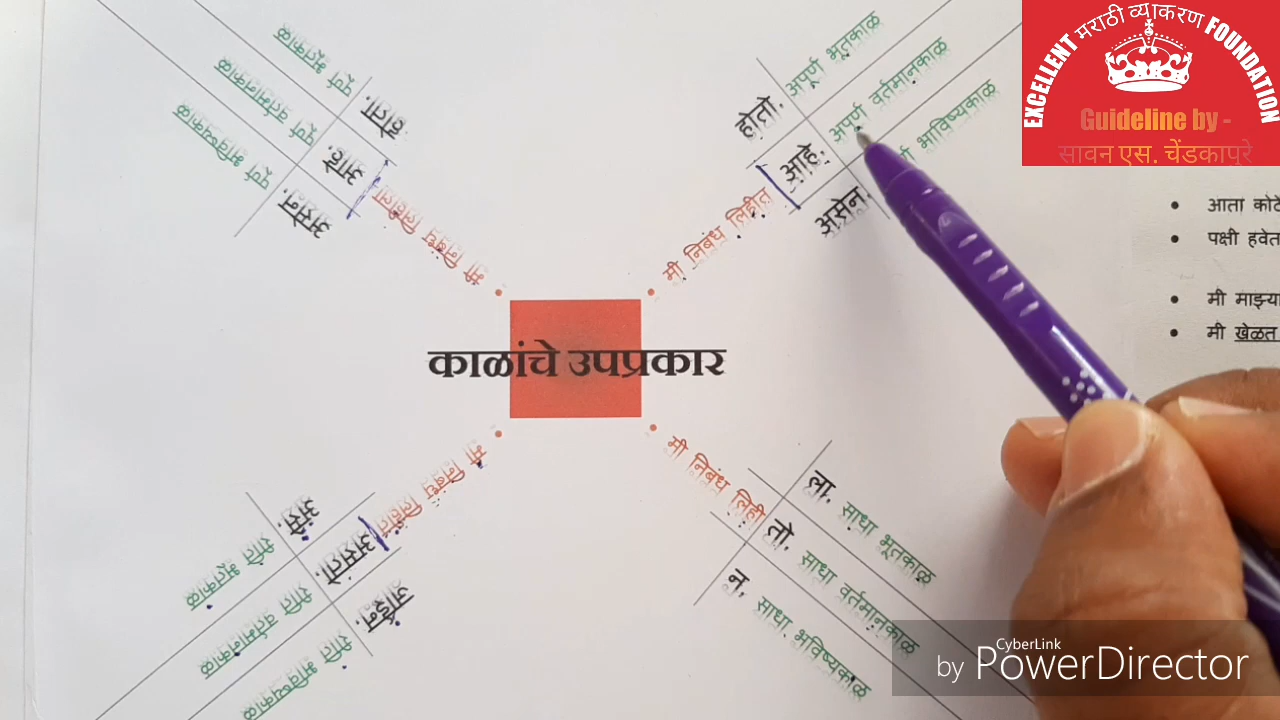 EXCELLENT मराठी व्याकरण FOUNDATION
Guideline by -
सावन एस. चेंडकापूरे
काळांचे उपप्रकार
मी निबंध लिहिला
होता. पूर्ण भूतकाळ
आहे. पूर्ण वर्तमानकाळ
असेन. पूर्ण भविष्यकाळ
मी निबंध लिहीत
होतो. अपूर्ण भूतकाळ
आहे. अपूर्ण वर्तमानकाळ
असेन. र्ण भाविष्यकाळ
मी निबंध लिहीत
असे. रीति भूतकाळ
असतो. रीति वर्तमानकाळ
जाईन. रीति भविष्यकाळ
मी निबंध लिही
ला. साधा भूतकाळ
तो. साधा वर्तमानकाळ
न. साधा भविष्यकाळ
• आता कोठे
• पक्षी हवेत
• मी माझ्या
• मी खेळत
by CyberLink PowerDirector